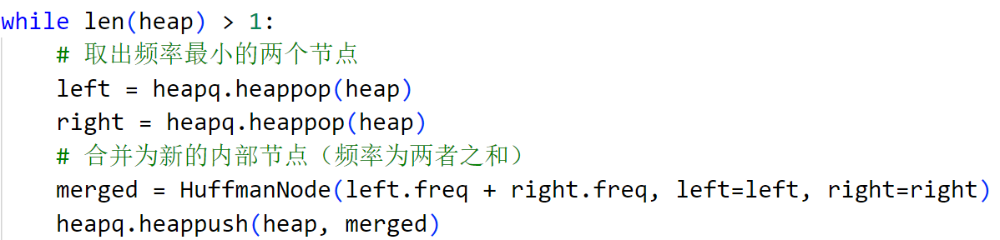 while len(heap) > 1:
    # 取出频率最小的两个节点
    left = heapq.heappop(heap)
    right = heapq.heappop(heap)
    # 合并为新的内部节点（频率为两者之和）
    merged = HuffmanNode(left.freq + right.freq, left=left, right=right)
    heapq.heappush(heap, merged)